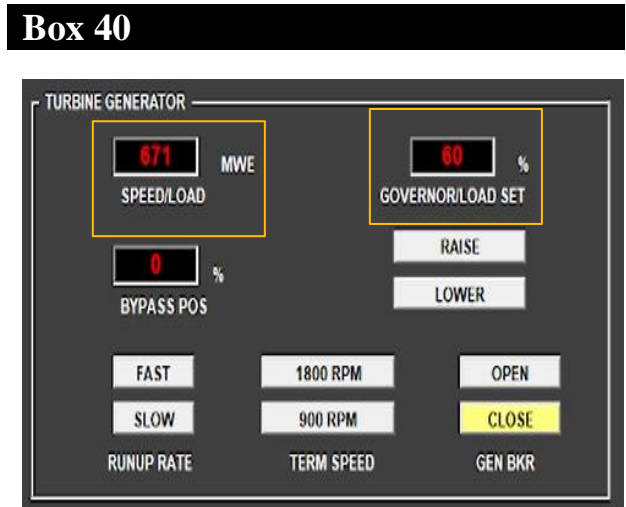 Box 40
TURBINE GENERATOR
671 MWE
SPEED/LOAD
60 %
GOVERNOR/LOAD SET
RAISE
LOWER
0 %
BYPASS POS
FAST
SLOW
RUNUP RATE
1800 RPM
900 RPM
TERM SPEED
OPEN
CLOSE
GEN BKR